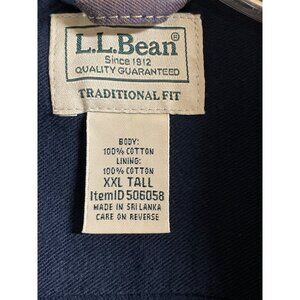 L.L.Bean®
Since 1912
QUALITY GUARANTEED
TRADITIONAL FIT
BODY:
100% COTTON
LINING:
100% COTTON
XXL TALL
ItemID 506058
MADE IN SRI LANKA
CARE ON REVERSE